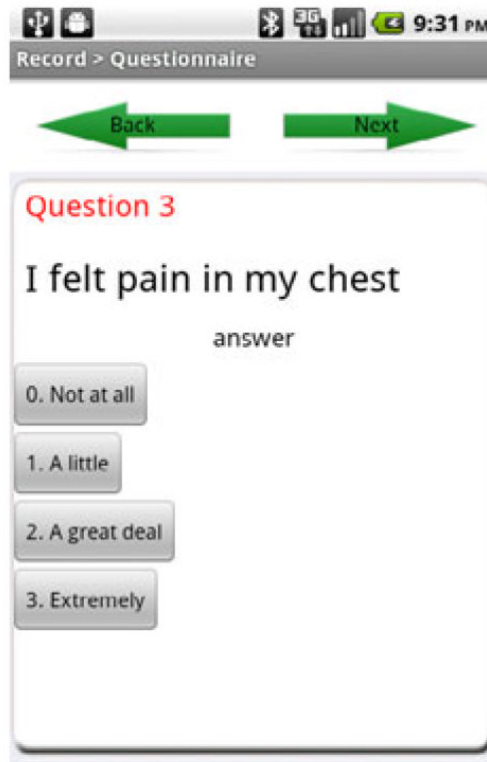 3G 9:31 PM
Record > Questionnaire
Back Next
Question 3
I felt pain in my chest
answer
0. Not at all
1. A little
2. A great deal
3. Extremely